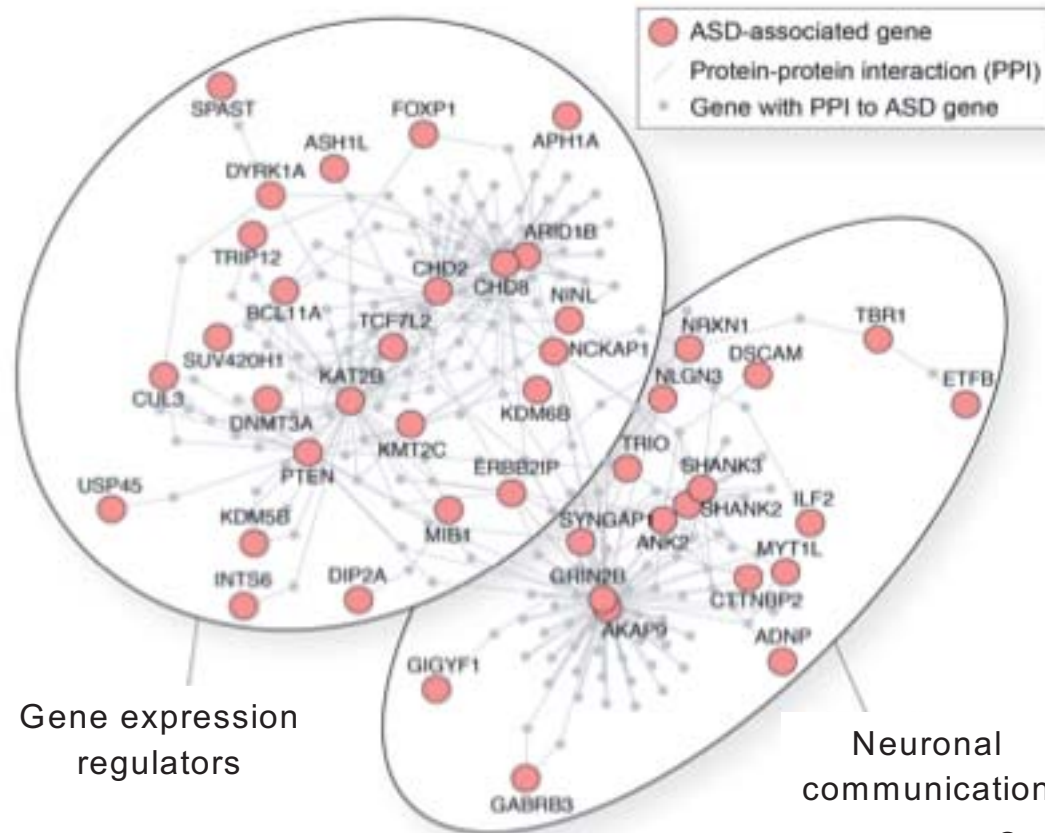 ASD-associated gene
Protein-protein interaction (PPI)
Gene with PPI to ASD gene
SPAST
FOXP1
APH1A
ASH1L
DYRK1A
ARID1B
TRIP12
CHD2
CHD8
NINL
BCL11A
TCF7L2
NRXN1
TBR1
SUV420H1
NCKAP1
DSCAM
KAT2B
NLGN3
ETFB
CUL3
DNMT3A
KDM6B
KMT2C
TRIO
PTEN
ERBB2IP
SHANK3
USP45
SHANK2
ILF2
KDM5B
MIB1
SYNGAP1
ANK2
MYT1L
INTS6
DIP2A
GRIN2B
CTTNBP2
AKAP9
ADNP
GIGYF1
Gene expression
regulators
Neuronal
communication
GABRB3